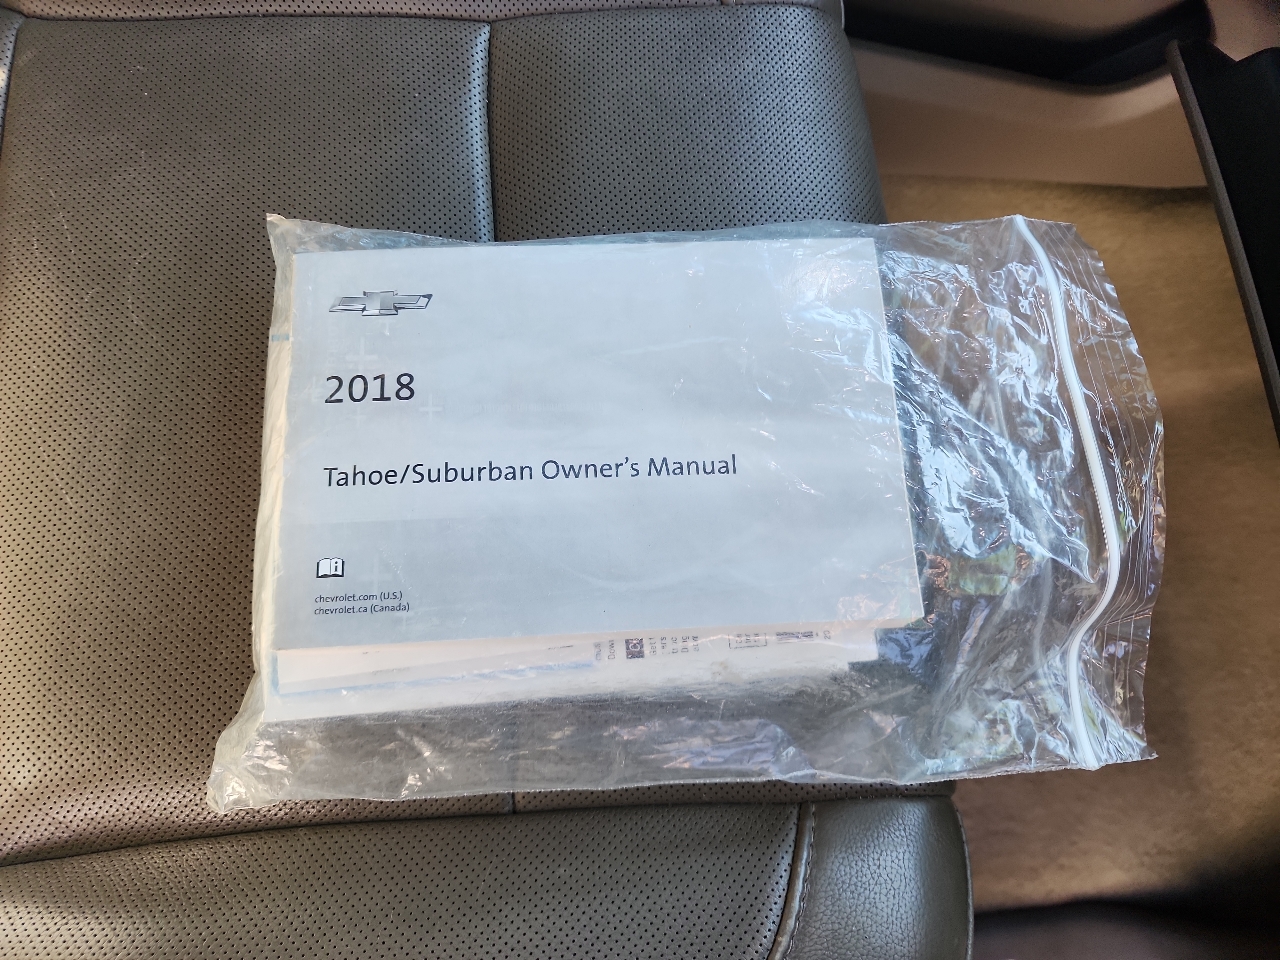 2018
Tahoe/Suburban Owner's Manual
chevrolet.com (U.S.)
chevrolet.ca (Canada)